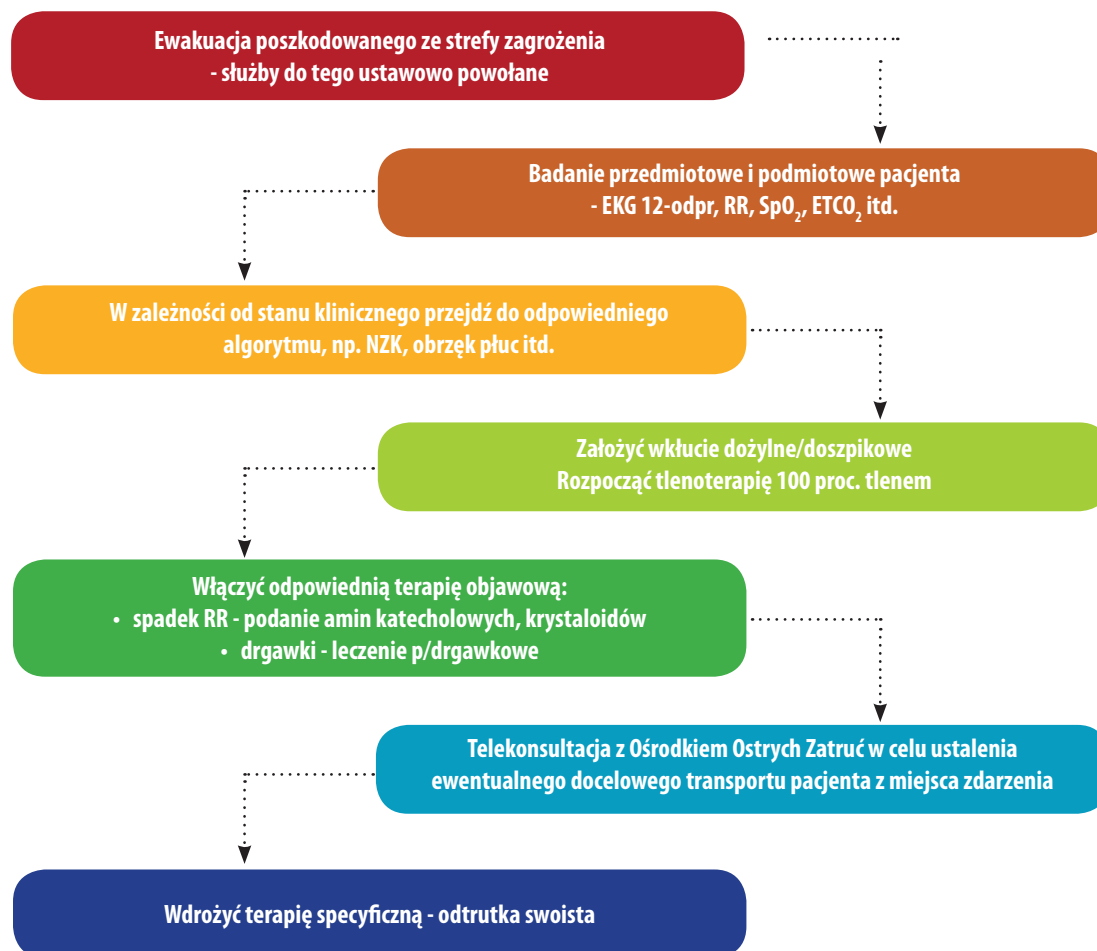 Ewakuacja poszkodowanego ze strefy zagrożenia
- służby do tego ustawowo powołane
Badanie przedmiotowe i podmiotowe pacjenta
- EKG 12-odpr, RR, SpO₂, ETCO₂ itd.
W zależności od stanu klinicznego przejdź do odpowiedniego
algorytmu, np. NZK, obrzęk płuc itd.
Założyć wkłucie dożylne/doszpikowe
Rozpocząć tlenoterapię 100 proc. tlenem
Włączyć odpowiednią terapię objawową:
• spadek RR - podanie amin katecholowych, krystaloidów
• drgawki - leczenie p/drgawkowe
Telekonsultacja z Ośrodkiem Ostrych Zatruć w celu ustalenia
ewentualnego docelowego transportu pacjenta z miejsca zdarzenia
Wdrożyć terapię specyficzną - odtrutka swoista